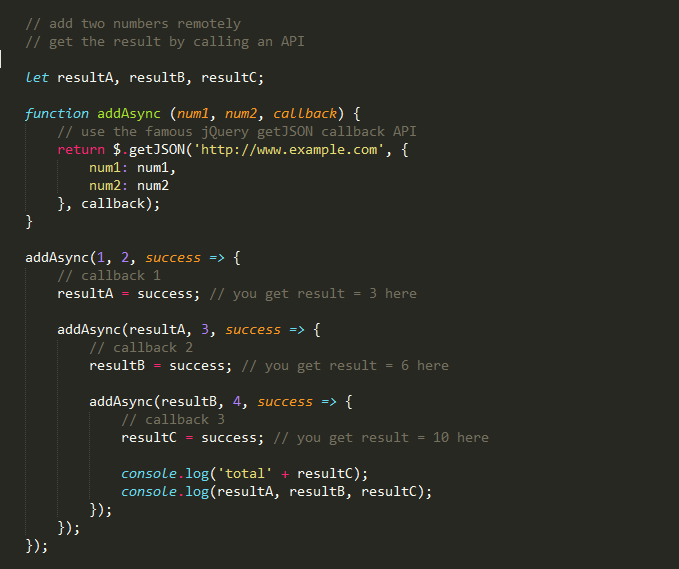 // add two numbers remotely
// get the result by calling an API
let resultA, resultB, resultC;
function addAsync (num1, num2, callback) {
// use the famous jQuery getJSON callback API
return $.getJSON('http://www.example.com', {
num1: num1,
num2: num2
}, callback);
}
addAsync(1, 2, success => {
// callback 1
resultA = success; // you get result = 3 here
addAsync(resultA, 3, success => {
// callback 2
resultB = success; // you get result = 6 here
addAsync(resultB, 4, success => {
// callback 3
resultC = success; // you get result = 10 here
console.log('total' + resultC);
console.log(resultA, resultB, resultC);
});
});
});